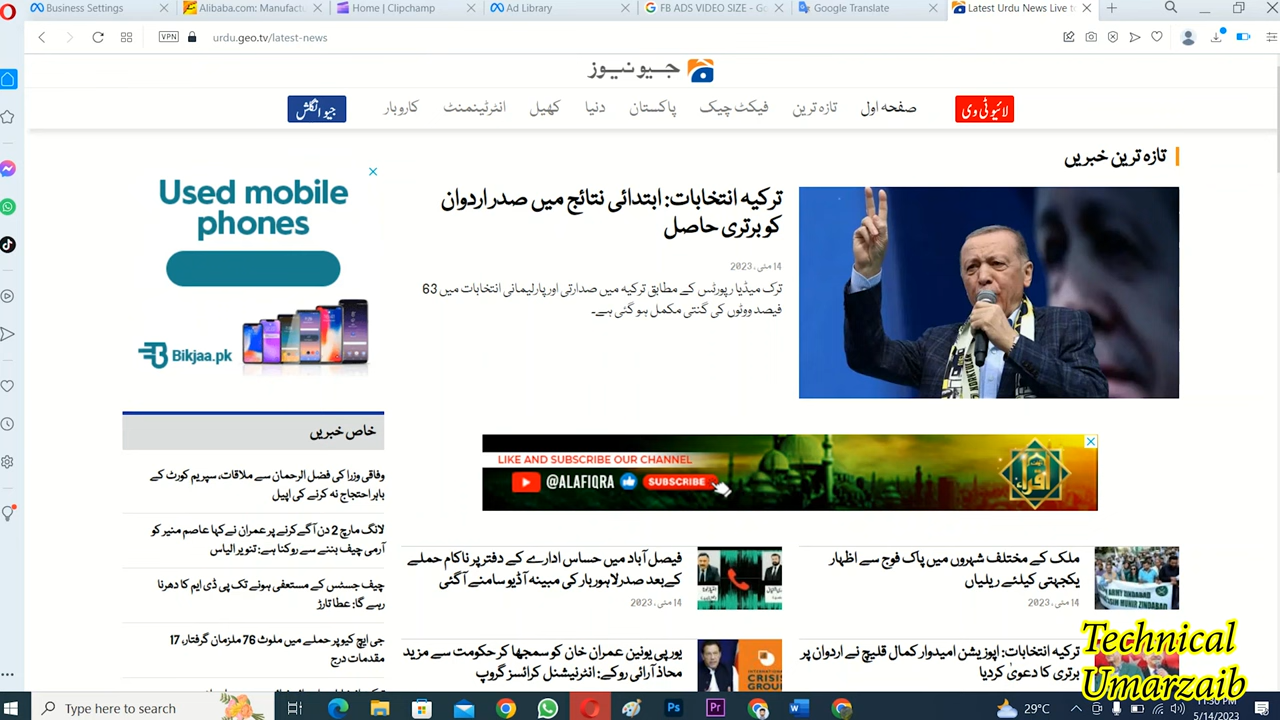 Business Settings
Alibaba.com: Manufact
Home | Clipchamp
Ad Library
FB ADS VIDEO SIZE - Go
Google Translate
Latest Urdu News Live to
VPN
urdu.geo.tv/latest-news
جیو نیوز
لائیو ٹی وی
صفحہ اول
تازہ ترین
فیکٹ چیک
پاکستان
دنیا
کھیل
انٹرٹینمنٹ
کاروبار
جیو انگلش
تازہ ترین خبریں
ترکیہ انتخابات: ابتدائی نتائج میں صدر اردوان
کو برتری حاصل
14 مئی ، 2023
ترک میڈیا رپورٹس کے مطابق ترکیہ میں صدارتی اور پارلیمانی انتخابات میں 63
فیصد ووٹوں کی گنتی مکمل ہو گئی ہے۔
Used mobile
phones
Bikjaa.pk
LIKE AND SUBSCRIBE OUR CHANNEL
@ALAFIQRA
SUBSCRIBE
خاص خبریں
وفاقی وزرا کی فضل الرحمان سے ملاقات، سپریم کورٹ کے
باہر احتجاج نہ کرنے کی اپیل
لانگ مارچ 2 دن آگے کرنے پر عمران نے کہا عاصم منیر کو
آرمی چیف بننے سے روکنا ہے: تنویر الیاس
چیف جسٹس کے مستعفی ہونے تک پی ڈی ایم کا دھرنا
رہے گا: عطا تارڑ
جی ایچ کیو پر حملے میں ملوث 76 ملزمان گرفتار، 17
مقدمات درج
ملک کے مختلف شہروں میں پاک فوج سے اظہار
یکجہتی کیلئے ریلیاں
14 مئی ، 2023
فیصل آباد میں حساس ادارے کے دفتر پر ناکام حملے
کے بعد صدر لاہور بار کی مبینہ آڈیو سامنے آگئی
14 مئی ، 2023
ترکیہ انتخابات: اپوزیشن امیدوار کمال قلیچ نے اردوان پر
برتری کا دعویٰ کردیا
یورپی یونین عمران خان کو سمجھا کر حکومت سے مزید
محاذ آرائی روکے: انٹرنیشنل کرائسز گروپ
INTERNATIONAL
CRISIS
GROUP
Technical
Umarzaib
Type here to search
29°C
11:30 PM
5/14/2023